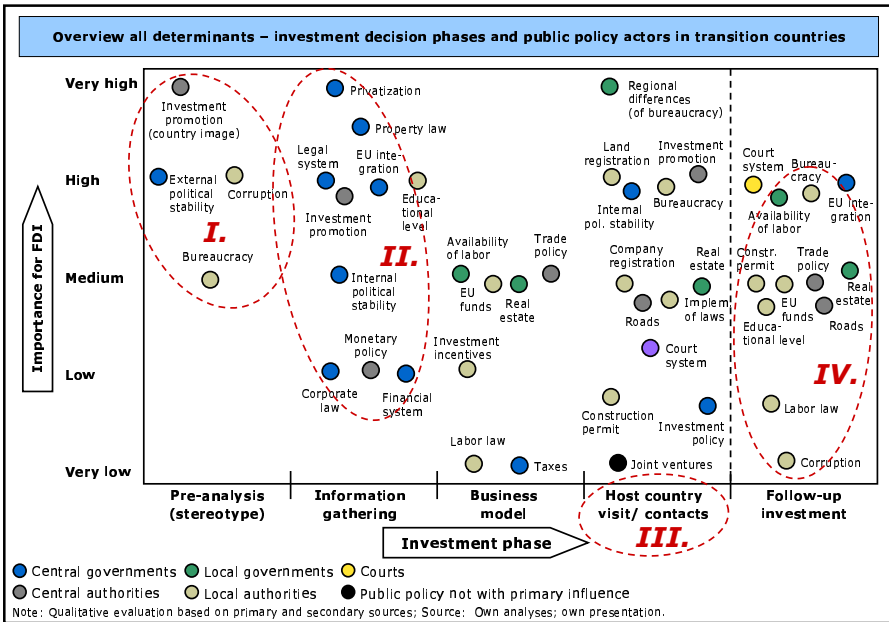 Overview all determinants – investment decision phases and public policy actors in transition countries
Importance for FDI
Very high
High
Medium
Low
Very low
Investment
promotion
(country image)
External
political
stability
Corruption
I.
Bureaucracy
Privatization
Property law
Legal
system
EU inte-
gration
Investment
promotion
Educa-
tional
level
II.
Internal
political
stability
Monetary
policy
Corporate
law
Financial
system
Availability
of labor
Trade
policy
EU
funds
Real
estate
Investment
incentives
Labor law
Taxes
Regional
differences
(of bureaucracy)
Land
registration
Investment
promotion
Internal
pol. stability
Bureaucracy
Company
registration
Real
estate
Roads
Implem.
of laws
Court
system
Construction
permit
Investment
policy
Joint ventures
Court
system
Bureau-
cracy
Availability
of labor
EU inte-
gration
Constr.
permit
Trade
policy
EU
funds
Real
estate
Educa-
tional level
Roads
IV.
Labor law
Corruption
Pre-analysis
(stereotype)
Information
gathering
Business
model
Host country
visit/ contacts
Follow-up
investment
III.
Investment phase
Central governments
Local governments
Courts
Central authorities
Local authorities
Public policy not with primary influence
Note: Qualitative evaluation based on primary and secondary sources; Source: Own analyses; own presentation.